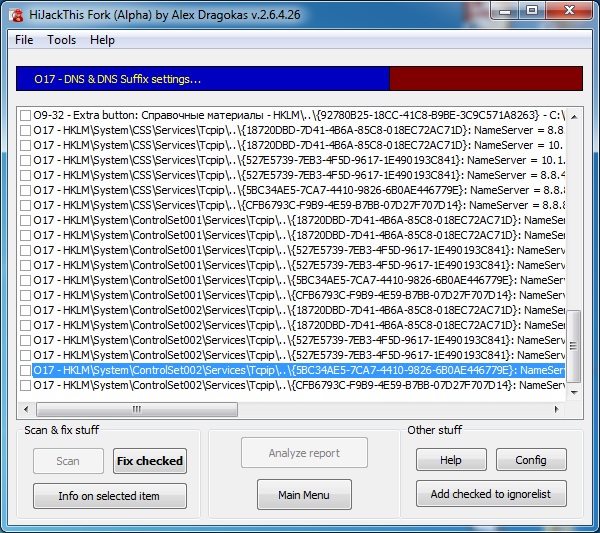 HiJackThis Fork (Alpha) by Alex Dragokas v.2.6.4.26
File Tools Help
O17 - DNS & DNS Suffix settings...
O9-32 - Extra button: Справочные материалы - HKLM\..\{92780B25-18CC-41C8-B9BE-3C9C571A8263} - C:\
O17 - HKLM\System\CSS\Services\Tcpip\..\{18720DBD-7D41-4B6A-85C8-018EC72AC71D}: NameServer = 8.8.
O17 - HKLM\System\CSS\Services\Tcpip\..\{18720DBD-7D41-4B6A-85C8-018EC72AC71D}: NameServer = 10.
O17 - HKLM\System\CSS\Services\Tcpip\..\{527E5739-7EB3-4F5D-9617-1E490193C841}: NameServer = 10.1.
O17 - HKLM\System\CSS\Services\Tcpip\..\{527E5739-7EB3-4F5D-9617-1E490193C841}: NameServer = 8.8.4
O17 - HKLM\System\CSS\Services\Tcpip\..\{5BC34AE5-7CA7-4410-9826-6B0AE446779E}: NameServer = 8.8.8
O17 - HKLM\System\CSS\Services\Tcpip\..\{CFB6793C-F9B9-4E59-B7BB-07D27F707D14}: NameServer = 8.8.
O17 - HKLM\System\ControlSet001\Services\Tcpip\..\{18720DBD-7D41-4B6A-85C8-018EC72AC71D}: NameSer
O17 - HKLM\System\ControlSet001\Services\Tcpip\..\{18720DBD-7D41-4B6A-85C8-018EC72AC71D}: NameSer
O17 - HKLM\System\ControlSet001\Services\Tcpip\..\{527E5739-7EB3-4F5D-9617-1E490193C841}: NameServ
O17 - HKLM\System\ControlSet001\Services\Tcpip\..\{527E5739-7EB3-4F5D-9617-1E490193C841}: NameServ
O17 - HKLM\System\ControlSet001\Services\Tcpip\..\{5BC34AE5-7CA7-4410-9826-6B0AE446779E}: NameServ
O17 - HKLM\System\ControlSet001\Services\Tcpip\..\{CFB6793C-F9B9-4E59-B7BB-07D27F707D14}: NameSer
O17 - HKLM\System\ControlSet002\Services\Tcpip\..\{18720DBD-7D41-4B6A-85C8-018EC72AC71D}: NameSer
O17 - HKLM\System\ControlSet002\Services\Tcpip\..\{18720DBD-7D41-4B6A-85C8-018EC72AC71D}: NameSer
O17 - HKLM\System\ControlSet002\Services\Tcpip\..\{527E5739-7EB3-4F5D-9617-1E490193C841}: NameServ
O17 - HKLM\System\ControlSet002\Services\Tcpip\..\{527E5739-7EB3-4F5D-9617-1E490193C841}: NameServ
O17 - HKLM\System\ControlSet002\Services\Tcpip\..\{5BC34AE5-7CA7-4410-9826-6B0AE446779E}: NameServ
O17 - HKLM\System\ControlSet002\Services\Tcpip\..\{CFB6793C-F9B9-4E59-B7BB-07D27F707D14}: NameSer
Scan & fix stuff
Scan Fix checked
Info on selected item
Analyze report
Main Menu
Other stuff
Help Config
Add checked to ignorelist